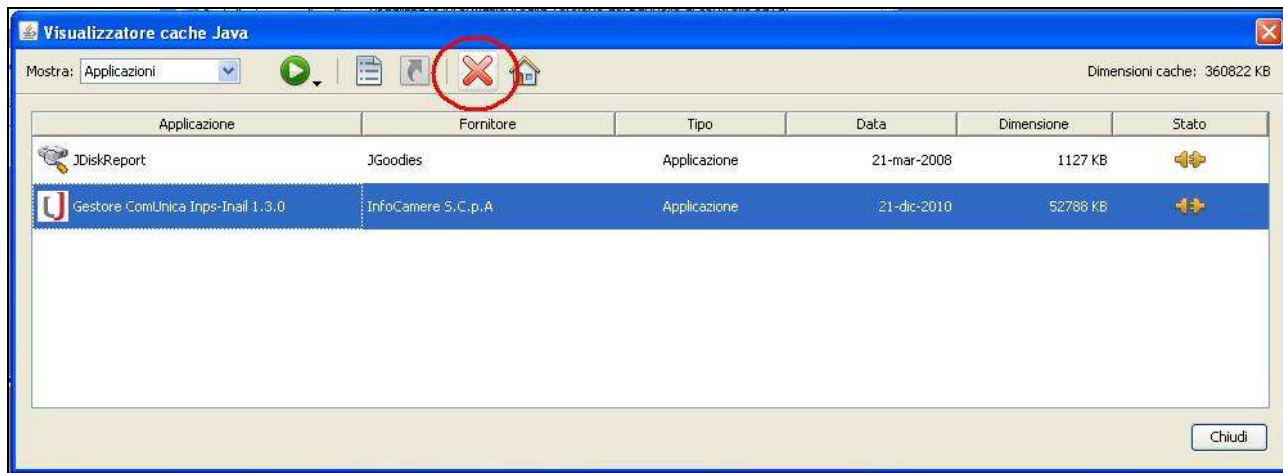 Visualizzatore cache Java
Mostra: Applicazioni Dimensioni cache: 360822 KB
Applicazione Fornitore Tipo Data Dimensione Stato
JDiskReport JGoodies Applicazione 21-mar-2008 1127 KB
Gestore ComUnica Inps-Inail 1.3.0 InfoCamere S.C.p.A Applicazione 21-dic-2010 52788 KB
Chiudi